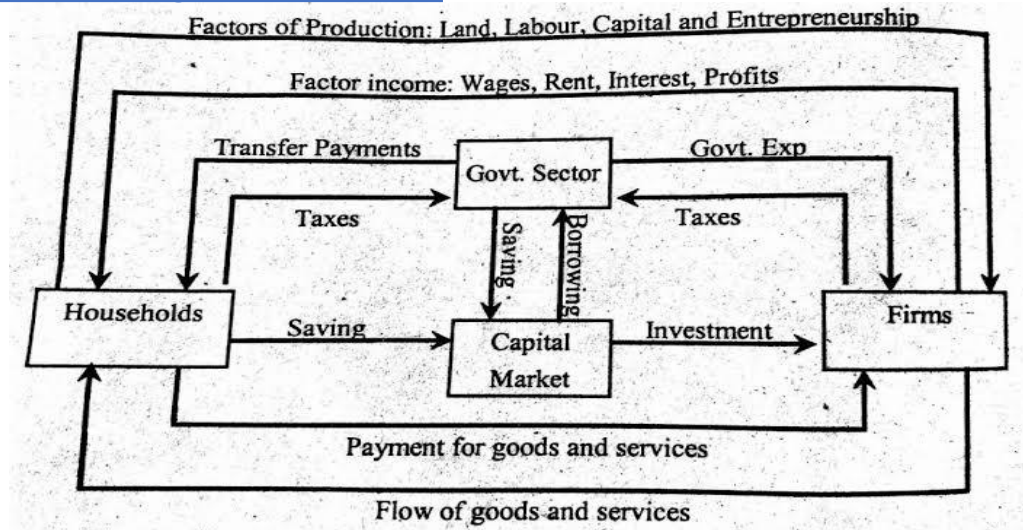 Factors of Production: Land, Labour, Capital and Entrepreneurship
Factor income: Wages, Rent, Interest, Profits
Transfer Payments
Govt. Sector
Govt. Exp
Taxes
Taxes
Saving
Borrowing
Households
Saving
Capital
Market
Investment
Firms
Payment for goods and services
Flow of goods and services